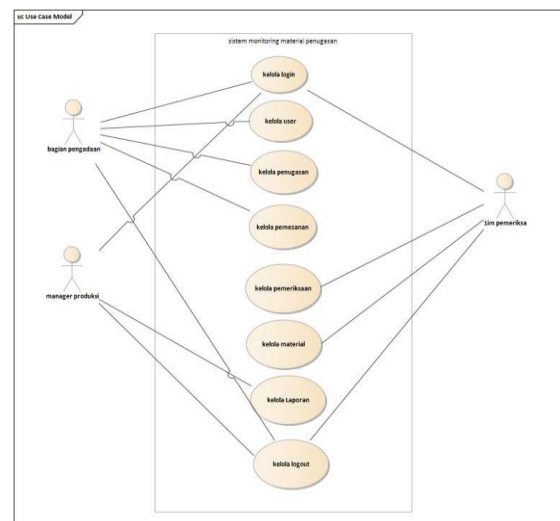 uc Use Case Model
sistem monitoring material penugasan
kelola login
kelola user
bagian pengadaan
kelola penugasan
tim pemeriksa
kelola pemesanan
manager produksi
kelola pemeriksaan
kelola material
kelola Laporan
kelola logout